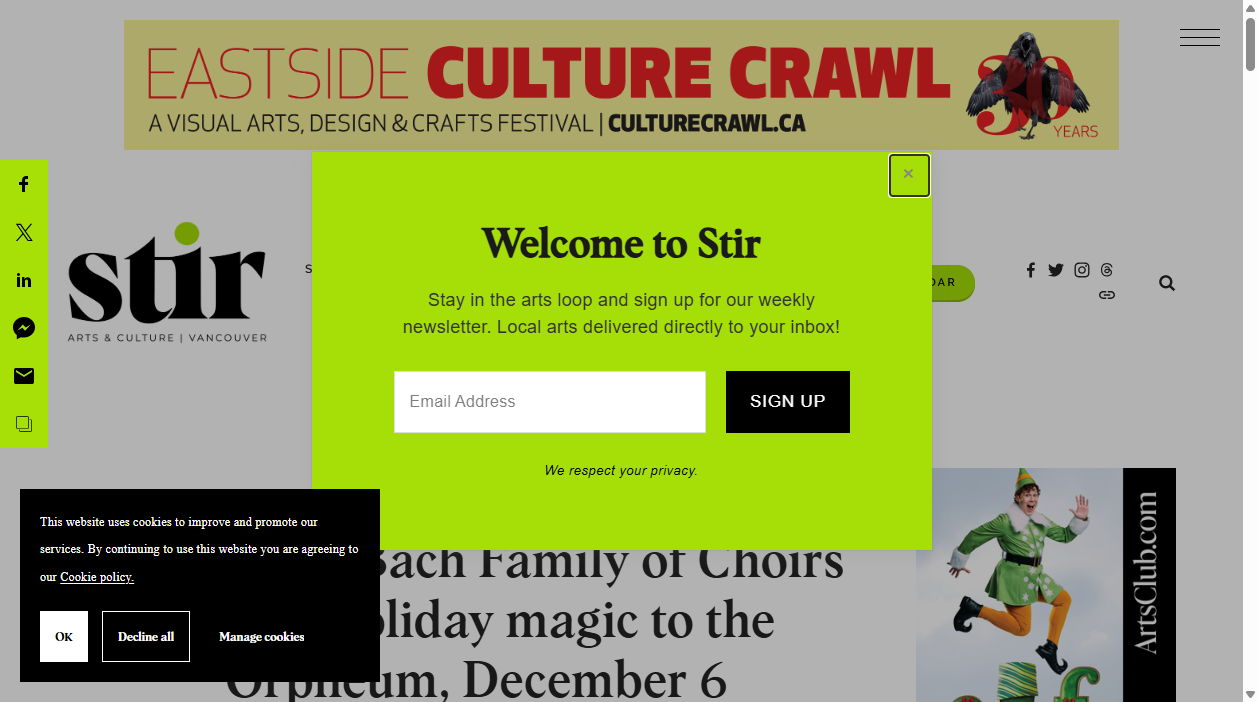 EASTSIDE CULTURE CRAWL
A VISUAL ARTS, DESIGN & CRAFTS FESTIVAL | CULTURECRAWL.CA
30
YEARS
×
stir
ARTS & CULTURE | VANCOUVER
S
DAR
Welcome to Stir
Stay in the arts loop and sign up for our weekly
newsletter. Local arts delivered directly to your inbox!
Email Address
SIGN UP
We respect your privacy.
This website uses cookies to improve and promote our
services. By continuing to use this website you are agreeing to
our Cookie policy.
OK
Decline all
Manage cookies
Bach Family of Choirs
oliday magic to the
Orpheum, December 6
ArtsClub.com